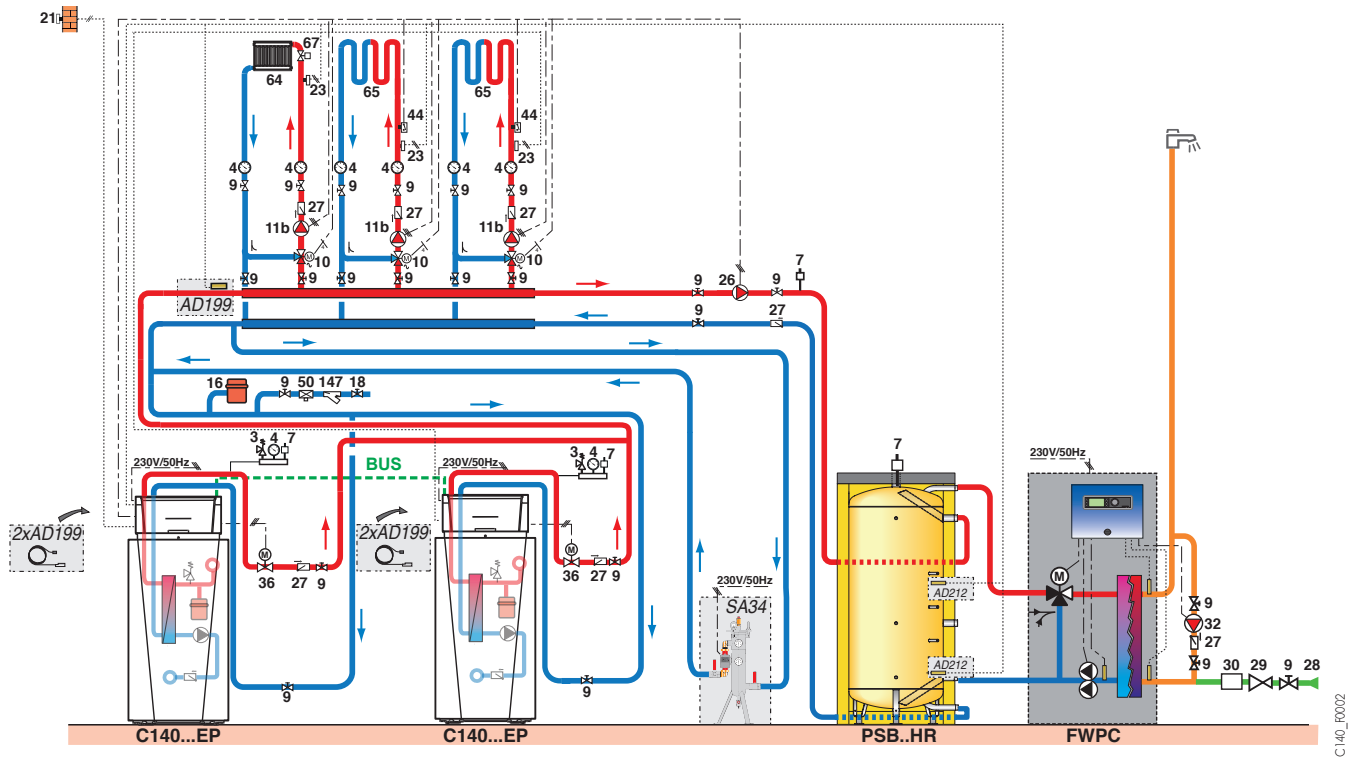 21
67
64
23
65
65
44
44
23
23
4 4 4 4 4 4
9 9 9 9 9 9
27 27 27
11b 11b 11b
10 10 10
9 9 9 9 9 9
AD199
9 26 9 7
9 27
16 9 50 147 18
3 4 7
3 4 7
230V/50Hz
BUS
230V/50Hz
7
230V/50Hz
2xAD199
2xAD199
M
M
36 27 9
36 27 9
230V/50Hz
SA34
AD212
AD212
M
9
32
27
9
30 29 9 28
9
9
C140...EP
C140...EP
PSB..HR
FWPC
C140_F0002